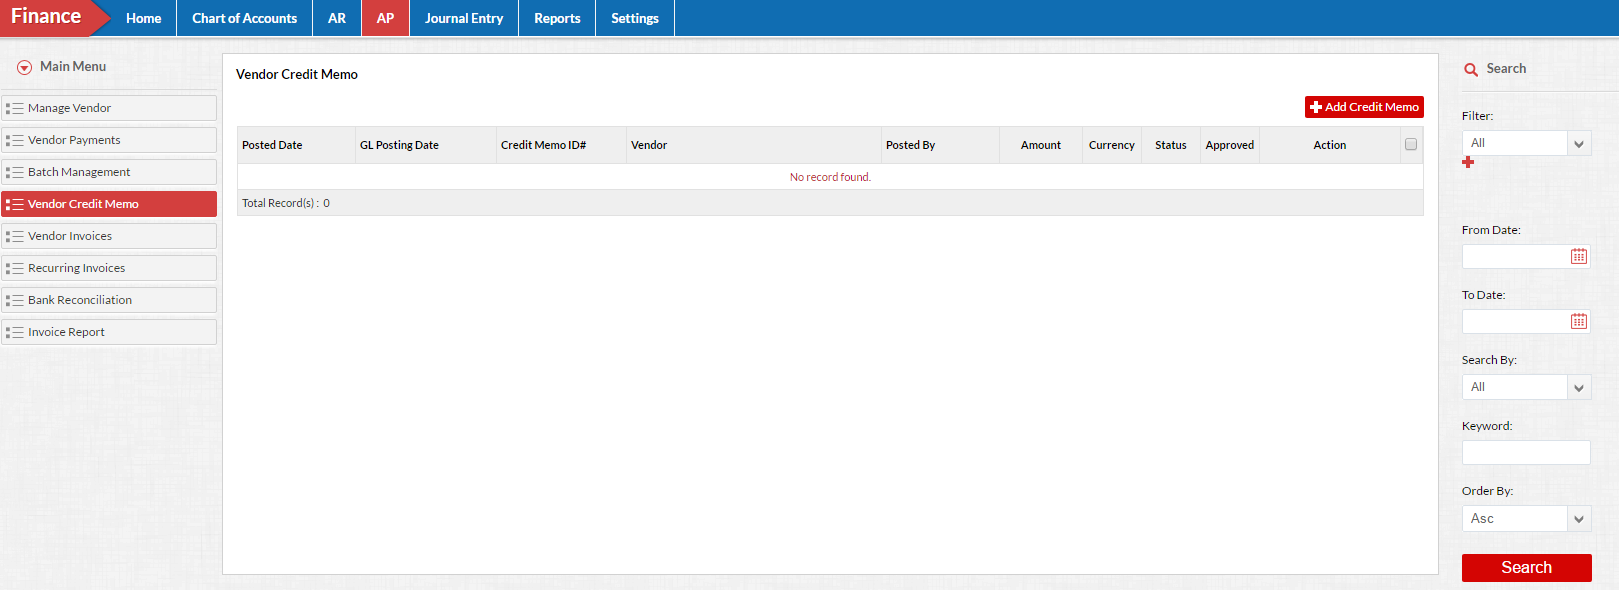 Finance
Home
Chart of Accounts
AR
AP
Journal Entry
Reports
Settings
Main Menu
Manage Vendor
Vendor Payments
Batch Management
Vendor Credit Memo
Vendor Invoices
Recurring Invoices
Bank Reconciliation
Invoice Report
Vendor Credit Memo
Add Credit Memo
Posted Date GL Posting Date Credit Memo ID# Vendor Posted By Amount Currency Status Approved Action
No record found.
Total Record(s) : 0
Search
Filter:
All
From Date:
To Date:
Search By:
All
Keyword:
Order By:
Asc
Search